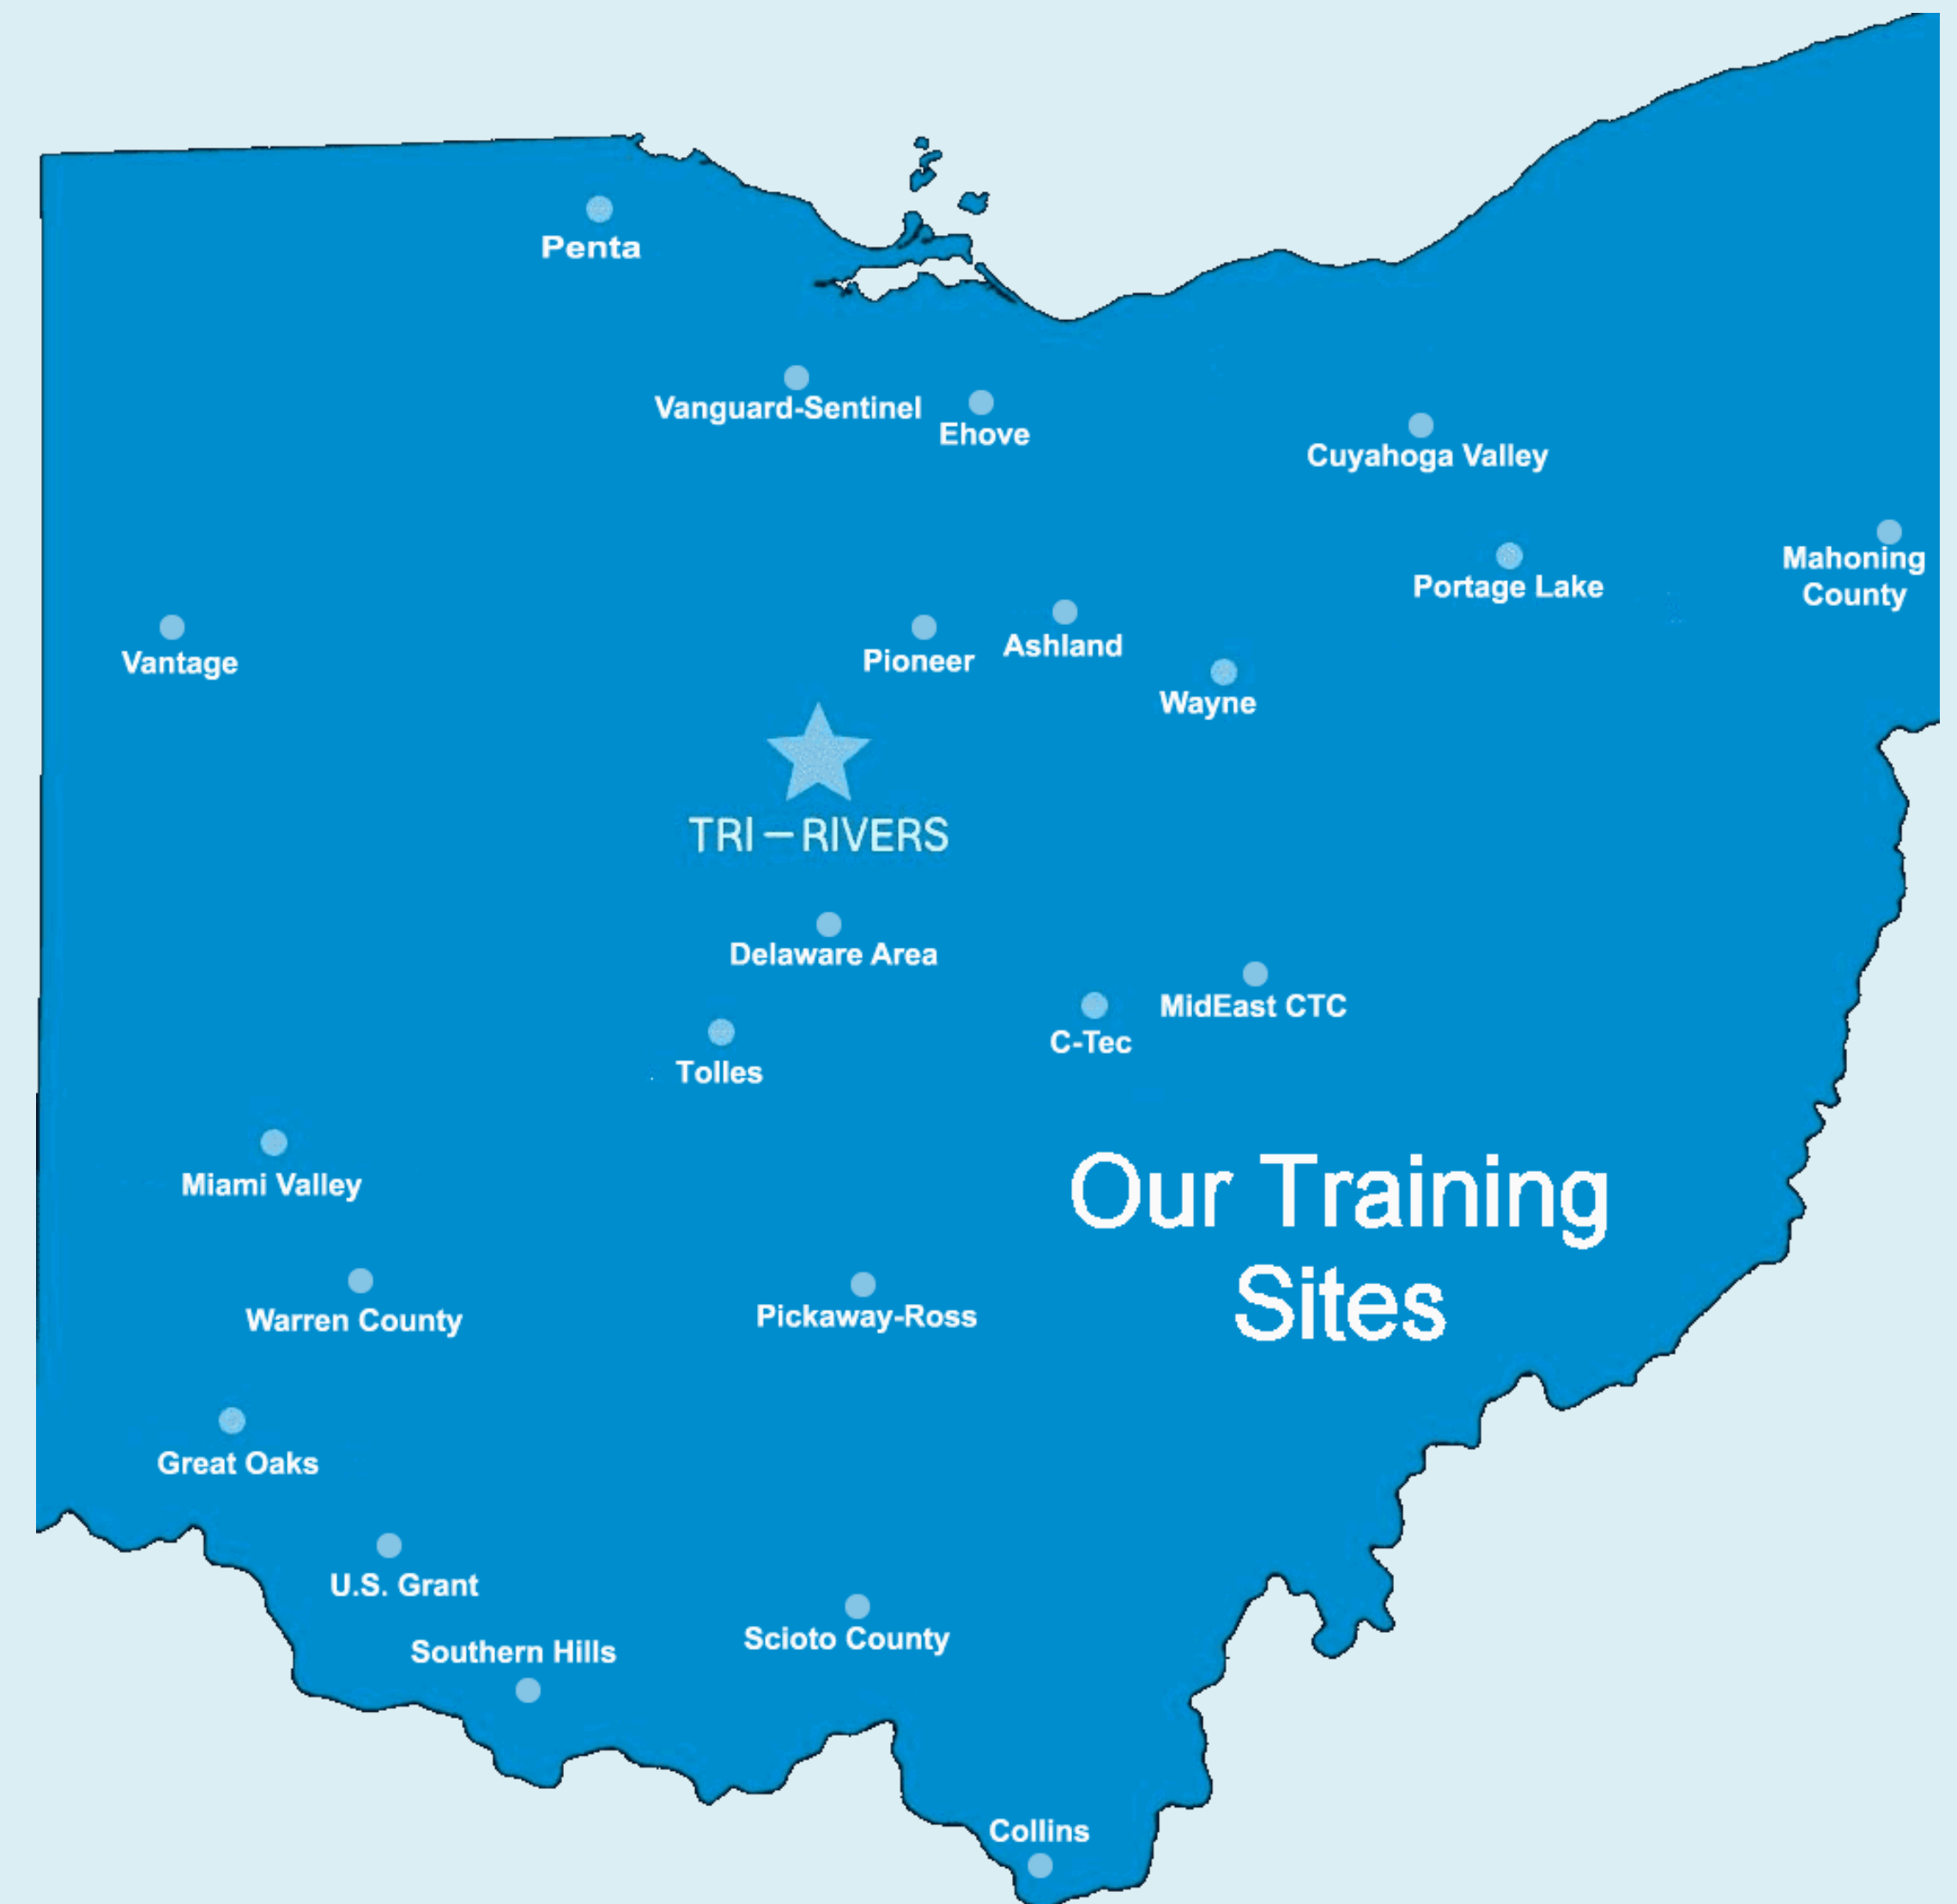 Penta
Vanguard-Sentinel
Ehove
Cuyahoga Valley
Mahoning
County
Portage Lake
Vantage
Pioneer
Ashland
Wayne
TRI – RIVERS
Delaware Area
MidEast CTC
C-Tec
Tolles
Miami Valley
Our Training
Sites
Warren County
Pickaway-Ross
Great Oaks
U.S. Grant
Scioto County
Southern Hills
Collins